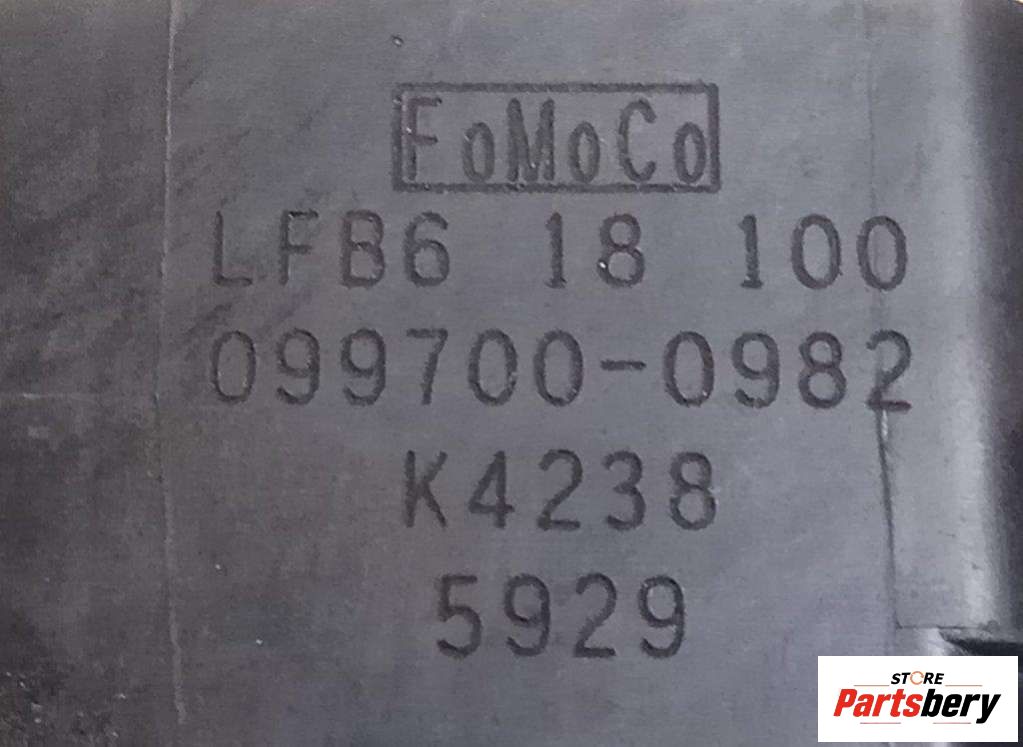 FoMoCo
LFB6 18 100
099700-0982
K4238
5929
STORE
Partsbery